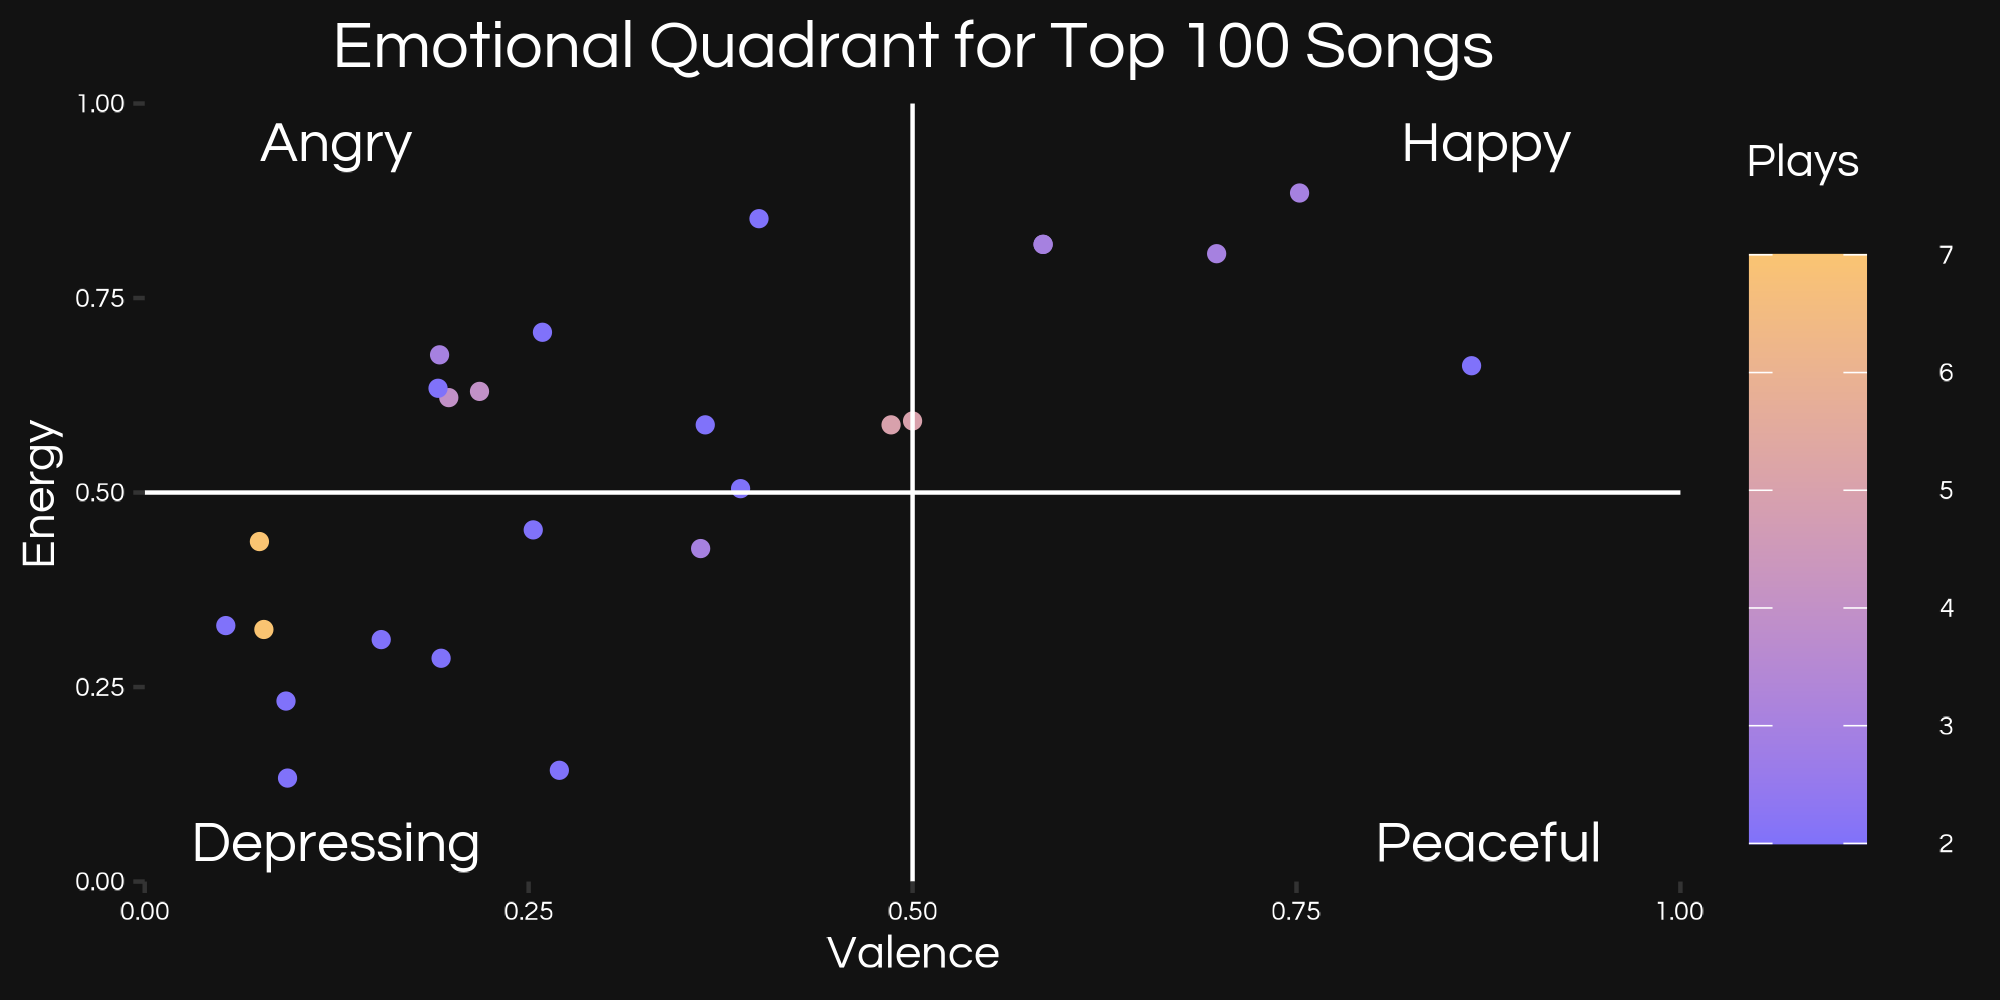 Emotional Quadrant for Top 100 Songs
1.00
Angry
Happy
Plays
7
0.75
6
Energy
0.50
5
4
0.25
3
Depressing
Peaceful
2
0.00
0.00
0.25
0.50
0.75
1.00
Valence